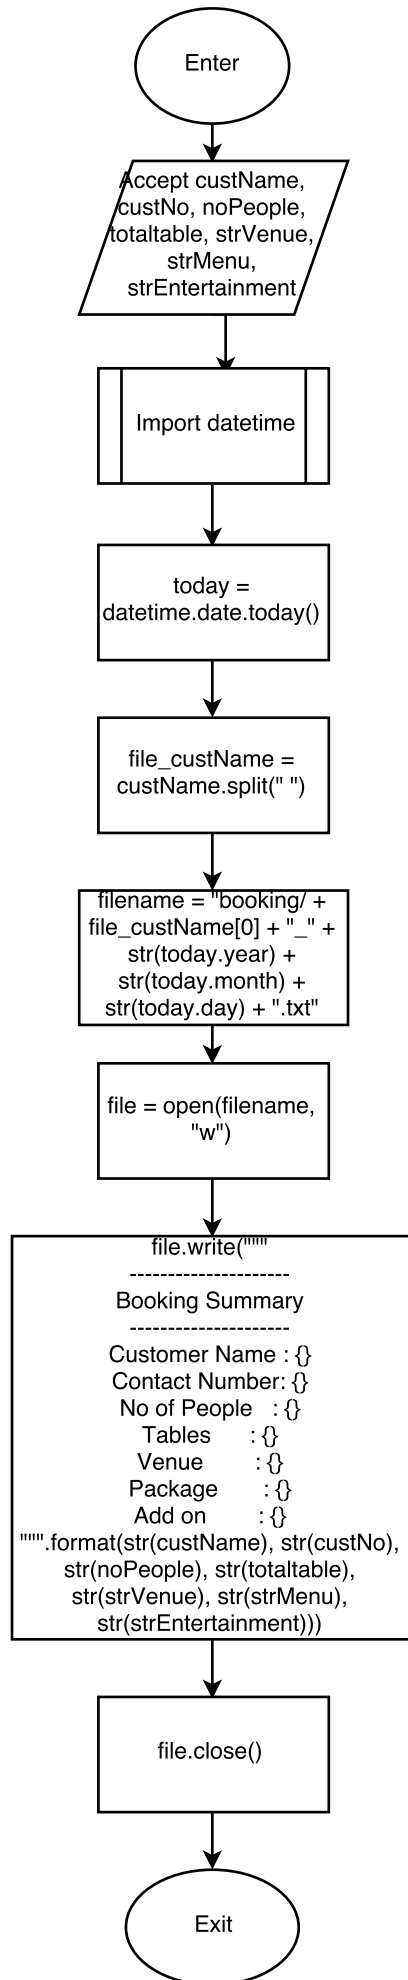 Enter
Accept custName,
custNo, noPeople,
totaltable, strVenue,
strMenu,
strEntertainment
Import datetime
today =
datetime.date.today()
file_custName =
custName.split(" ")
filename = "booking/ +
file_custName[0] + "_" +
str(today.year) +
str(today.month) +
str(today.day) + ".txt"
file = open(filename,
"w")
file.write("""
---------------------
Booking Summary
---------------------
Customer Name : {}
Contact Number: {}
No of People   : {}
Tables      : {}
Venue        : {}
Package       : {}
Add on        : {}
""".format(str(custName), str(custNo),
str(noPeople), str(totaltable),
str(strVenue), str(strMenu),
str(strEntertainment)))
file.close()
Exit